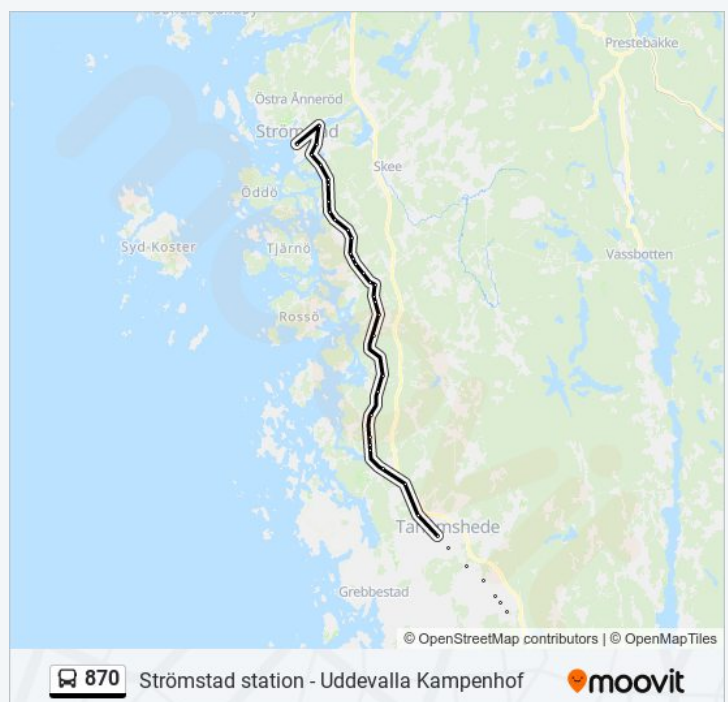 Prestebakke
Östra Ånneröd
Strömstad
Skee
Öddö
Syd-Koster
Tjärnö
Vassbotten
Rossö
Tanumshede
Grebbestad
© OpenStreetMap contributors | © OpenMapTiles
870 Strömstad station - Uddevalla Kampenhof moovit